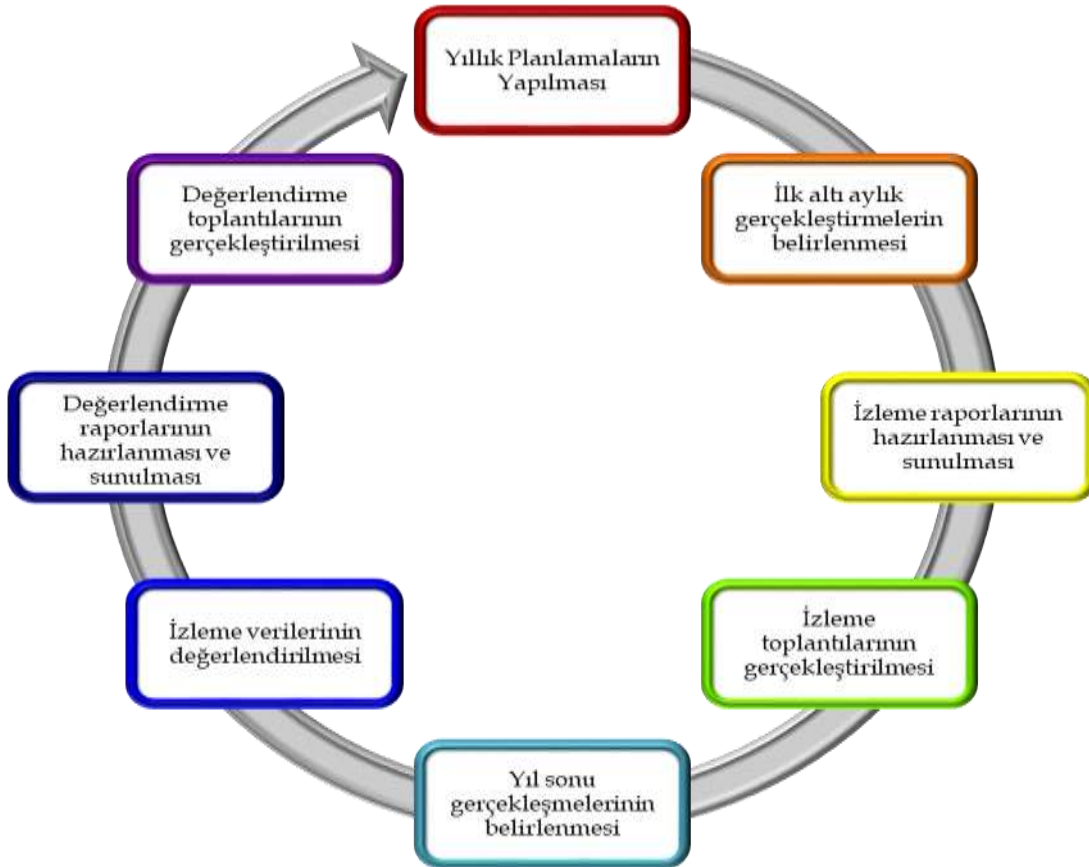 Yıllık Planlamaların
Yapılması
İlk altı aylık
gerçekleştirmelerin
belirlenmesi
İzleme raporlarının
hazırlanması ve
sunulması
İzleme
toplantılarının
gerçekleştirilmesi
Yıl sonu
gerçekleşmelerinin
belirlenmesi
İzleme verilerinin
değerlendirilmesi
Değerlendirme
raporlarının
hazırlanması ve
sunulması
Değerlendirme
toplantılarının
gerçekleştirilmesi